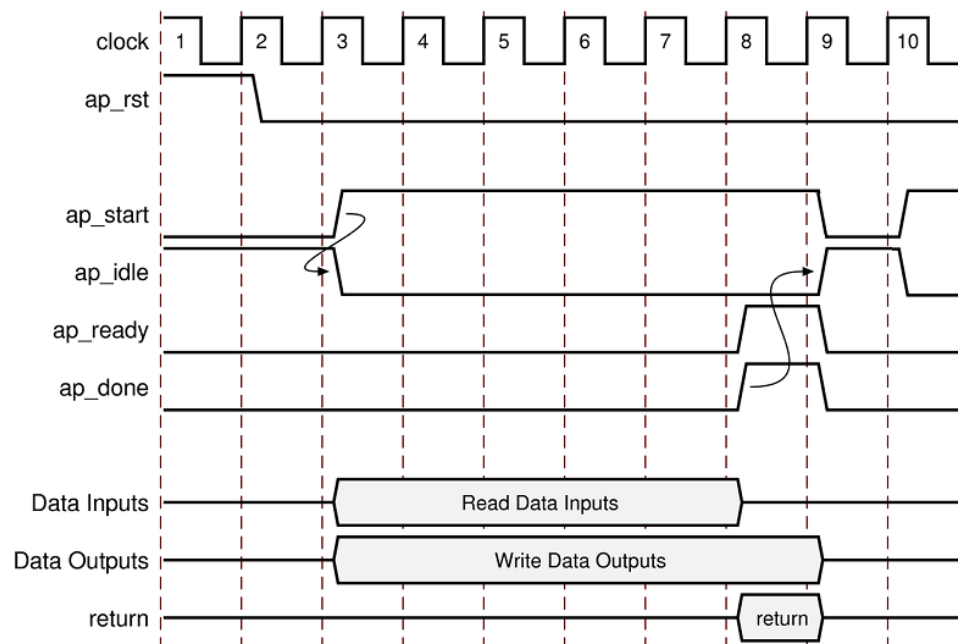 clock 1 2 3 4 5 6 7 8 9 10
ap_rst
ap_start
ap_idle
ap_ready
ap_done
Data Inputs Read Data Inputs
Data Outputs Write Data Outputs
return return